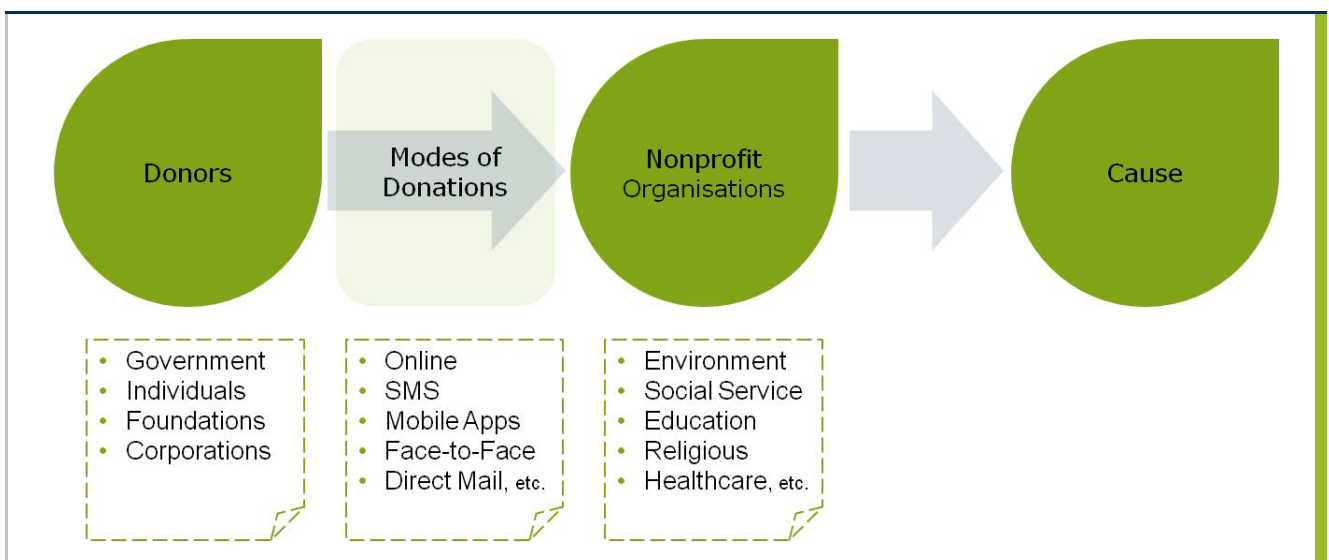 Donors
Modes of
Donations
Nonprofit
Organisations
Cause
• Government
• Individuals
• Foundations
• Corporations
• Online
• SMS
• Mobile Apps
• Face-to-Face
• Direct Mail, etc.
• Environment
• Social Service
• Education
• Religious
• Healthcare, etc.